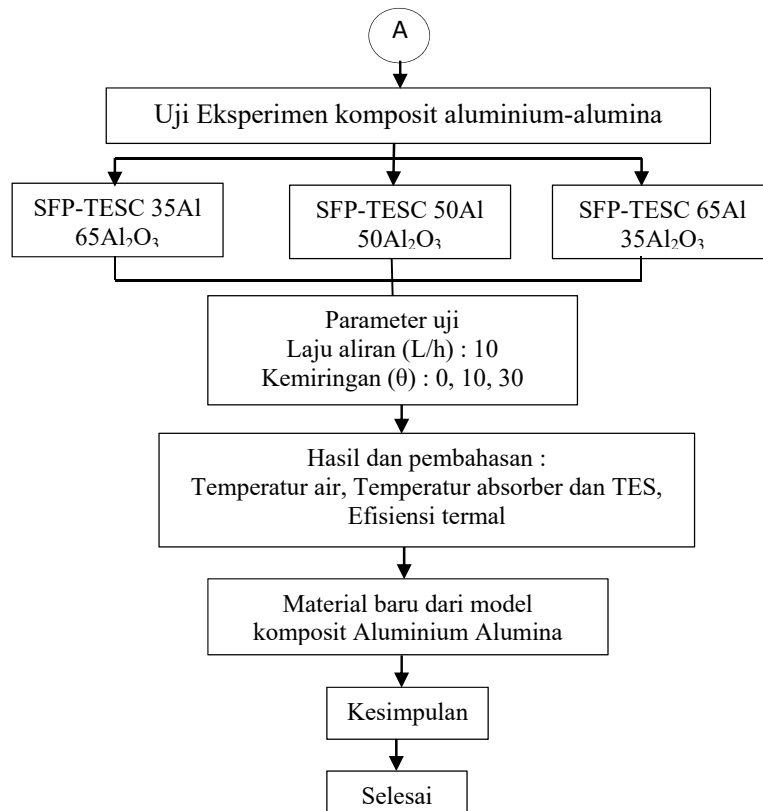 A
Uji Eksperimen komposit aluminium-alumina
SFP-TESC 35Al
65Al₂O₃
SFP-TESC 50Al
50Al₂O₃
SFP-TESC 65Al
35Al₂O₃
Parameter uji
Laju aliran (L/h) : 10
Kemiringan (θ) : 0, 10, 30
Hasil dan pembahasan :
Temperatur air, Temperatur absorber dan TES,
Efisiensi termal
Material baru dari model
komposit Aluminium Alumina
Kesimpulan
Selesai